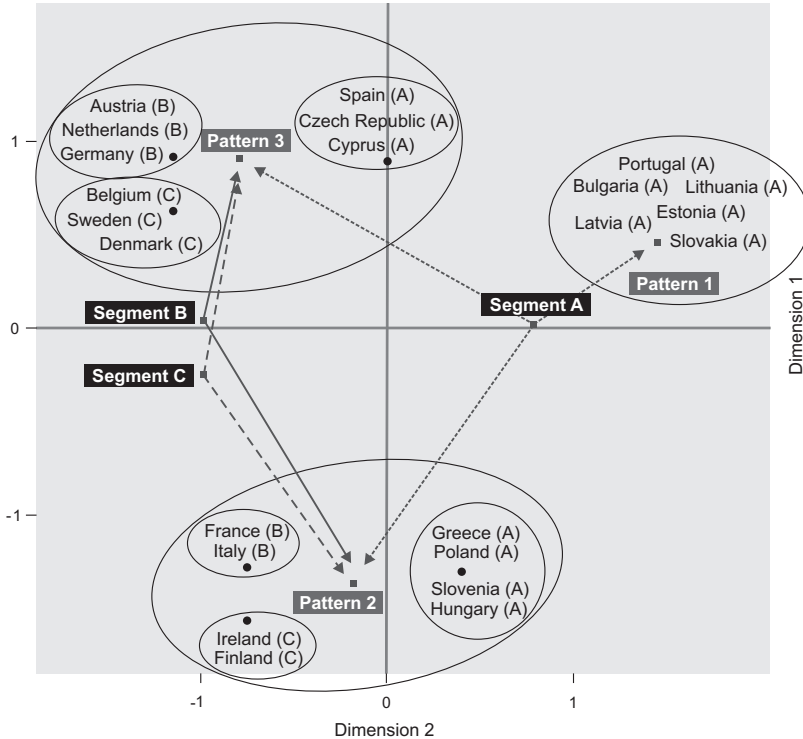 Austria (B)
Netherlands (B)
Germany (B)
Pattern 3
Spain (A)
Czech Republic (A)
Cyprus (A)
Belgium (C)
Sweden (C)
Denmark (C)
Portugal (A)
Bulgaria (A)
Lithuania (A)
Estonia (A)
Latvia (A)
Slovakia (A)
Pattern 1
Segment B
Segment A
Segment C
France (B)
Italy (B)
Greece (A)
Poland (A)
Slovenia (A)
Hungary (A)
Pattern 2
Ireland (C)
Finland (C)
1
0
-1
-1
0
1
Dimension 2
Dimension 1